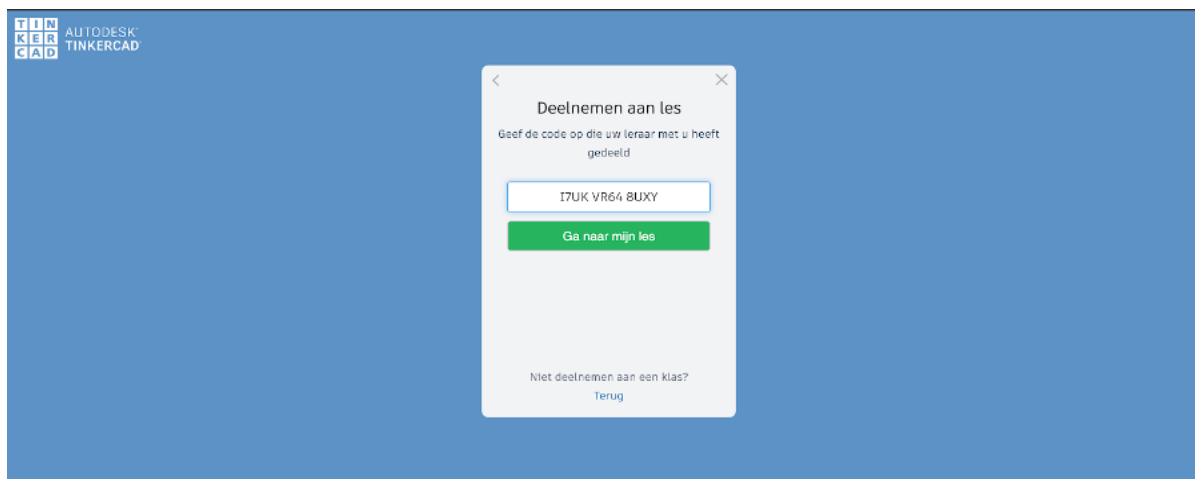 TIN
KER
CAD
AUTODESK
TINKERCAD
Deelnemen aan les
Geef de code op die uw leraar met u heeft
gedeeld
I7UK VR64 8UXY
Ga naar mijn les
Niet deelnemen aan een klas?
Terug